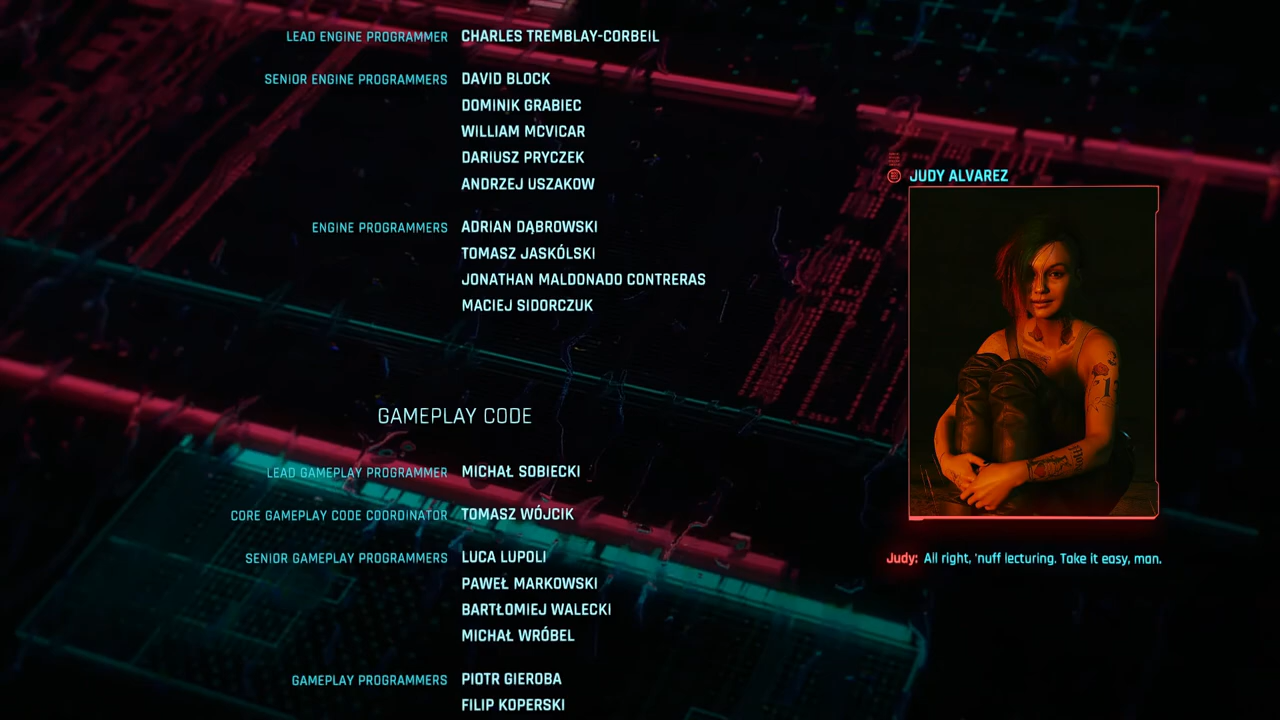 LEAD ENGINE PROGRAMMER CHARLES TREMBLAY-CORBEIL
SENIOR ENGINE PROGRAMMERS DAVID BLOCK
DOMINIK GRABIEC
WILLIAM MCVICAR
DARIUSZ PRYCZEK
ANDRZEJ USZAKOW
ENGINE PROGRAMMERS ADRIAN DĄBROWSKI
TOMASZ JASKÓLSKI
JONATHAN MALDONADO CONTRERAS
MACIEJ SIDORCZUK
GAMEPLAY CODE
LEAD GAMEPLAY PROGRAMMER MICHAŁ SOBIECKI
CORE GAMEPLAY CODE COORDINATOR TOMASZ WÓJCIK
SENIOR GAMEPLAY PROGRAMMERS LUCA LUPOLI
PAWEŁ MARKOWSKI
BARTŁOMIEJ WALECKI
MICHAŁ WRÓBEL
GAMEPLAY PROGRAMMERS PIOTR GIEROBA
FILIP KOPERSKI
JUDY ALVAREZ
Judy: All right, 'nuff lecturing. Take it easy, man.